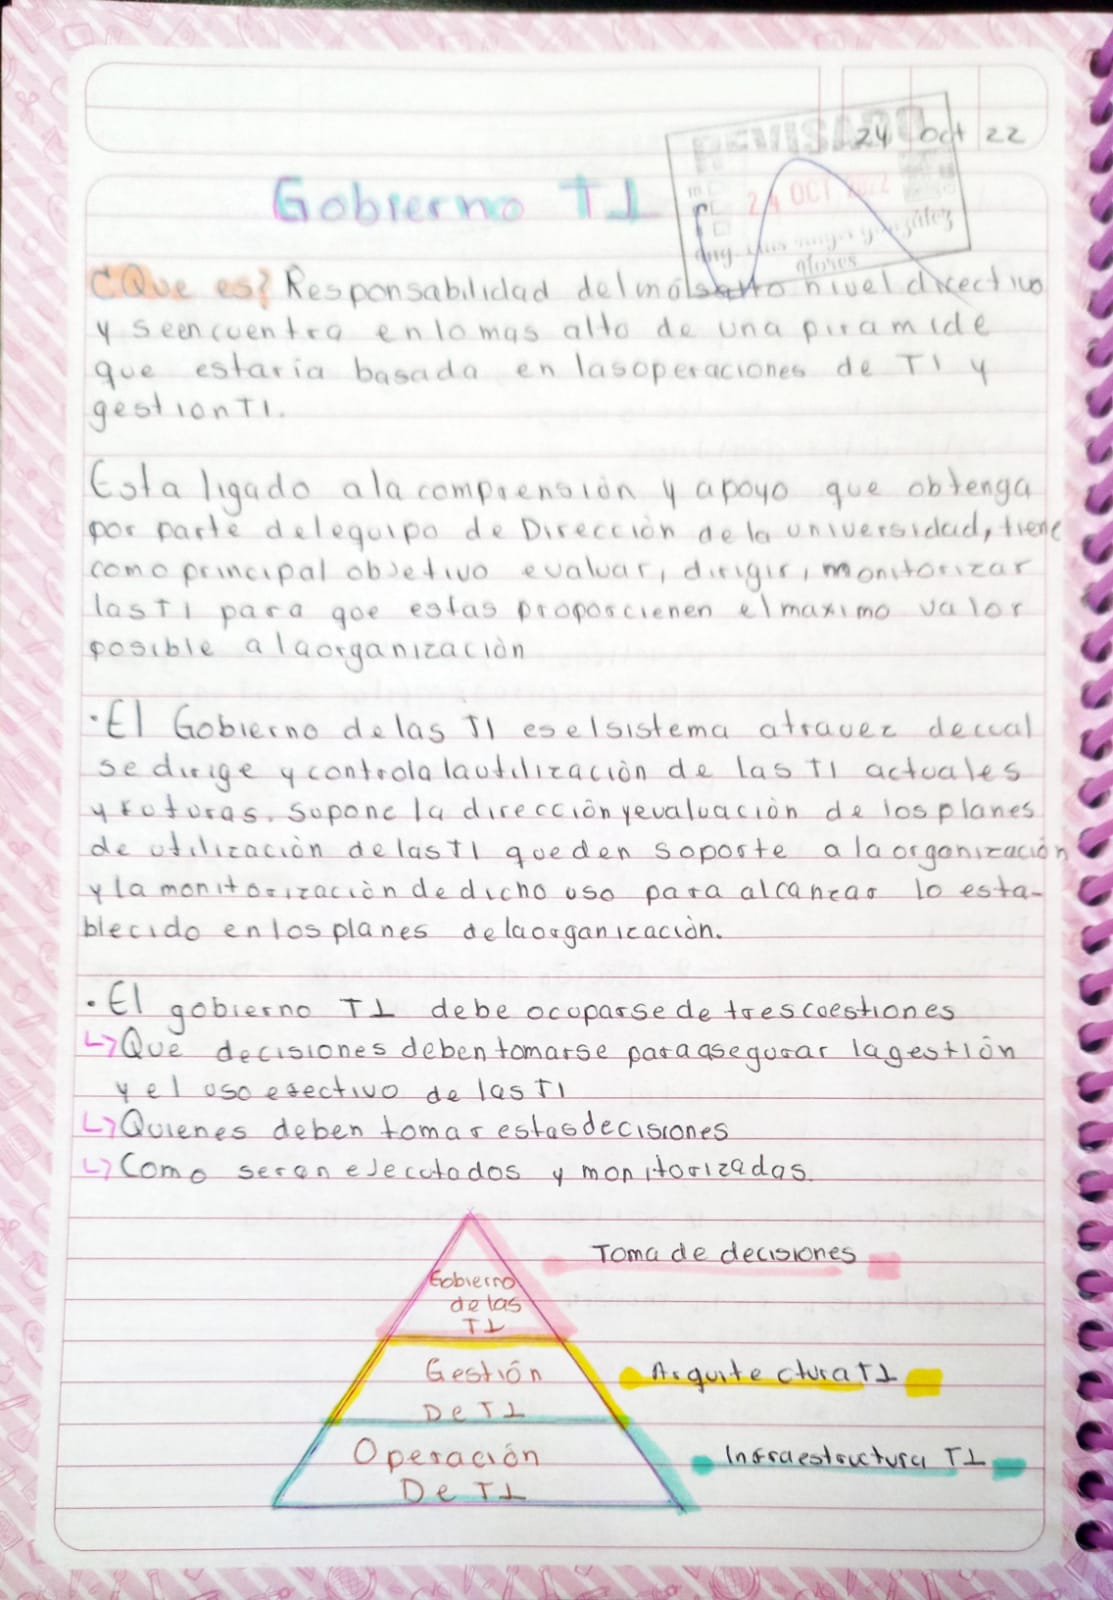 24 oct 22
REVISADO
24 OCT 2022
Gobierno TI
¿Que es? Responsabilidad del más alto nivel directivo
y se encuentra en lo mas alto de una piramide
que estaría basada en las operaciones de TI y
gestion TI.
Esta ligado a la comprensión y apoyo que obtenga
por parte del equipo de Dirección de la universidad, tiene
como principal objetivo evaluar, dirigir, monitorizar
las TI para que estas proporcienen el maximo valor
posible a la organización
· El Gobierno de las TI es el sistema atravez de cual
se dirige y controla la utilización de las TI actuales
y futuras. Supone la dirección y evaluación de los planes
de utilización de las TI que den soporte a la organización
y la monitorización de dicho uso para alcanzar lo esta-
blecido en los planes de la organización.
· El gobierno TI debe ocuparse de tres cuestiones
↳ Que decisiones deben tomarse para asegurar la gestión
y el uso efectivo de las TI
↳ Quienes deben tomar estas decisiones
↳ Como seran ejecutados y monitorizadas.
Toma de decisiones
Gobierno
de las
TI
Gestión
De TI
Arquitectura TI
Operación
De TI
Infraestructura TI